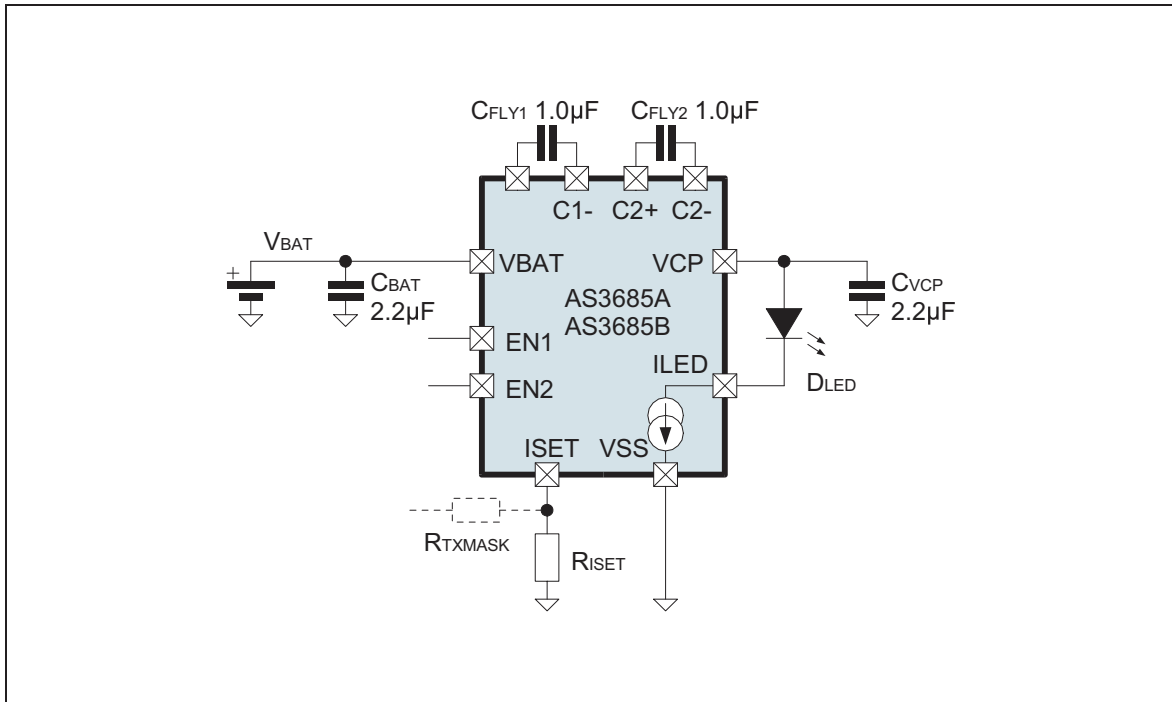 CFLY1 1.0µF
CFLY2 1.0µF
C1-
C2+
C2-
VBAT
+
VBAT
VCP
CBAT
2.2µF
AS3685A
AS3685B
CVCP
2.2µF
EN1
ILED
EN2
DLED
ISET
VSS
RTXMASK
RISET